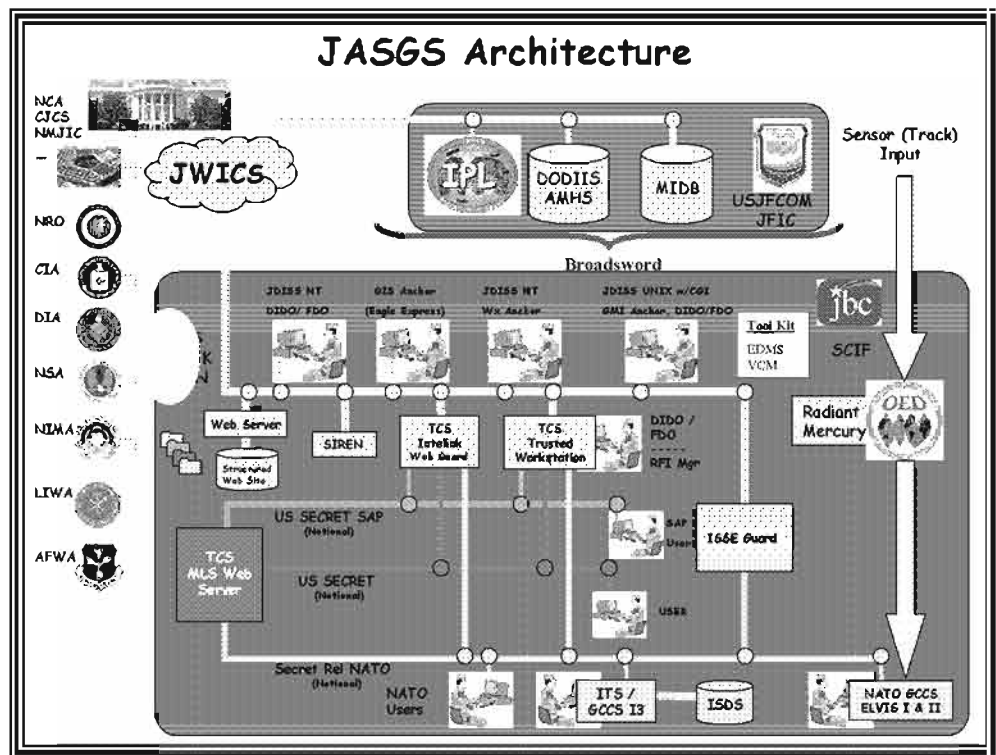 JASGS Architecture
NCA
CJCS
NMJIC
JWICS
IPL
DODIIS
AMHS
MIDB
USJFCOM
JFIC
Sensor (Track)
Input
NRO
CIA
DIA
NSA
NIMA
LIWA
AFWA
Broadsword
JDISS NT
DIDO/ FDO
GIS Anchor
(Eagle Express)
JDISS NT
Wx Anchor
JDISS UNIX w/CGI
GMI Anchor, DIDO/FDO
Tool Kit
EDMS
VCM
jbc
SCIF
Radiant
Mercury
OED
Web Server
Structured
Web Site
SIREN
TCS
Intelink
Web Guard
TCS
Trusted
Workstation
DIDO /
FDO
RFI Mgr
US SECRET SAP
(Notional)
SAP
User
ISSE Guard
TCS
MLS Web
Server
US SECRET
(Notional)
USER
Secret Rel NATO
(Notional)
NATO
Users
ITS /
GCCS I3
ISDS
NATO GCCS
ELVIS I & II